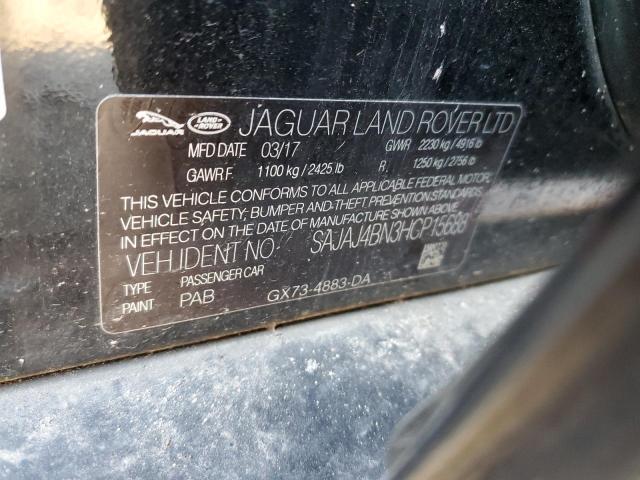 JAGUAR LAND-ROVER JAGUAR LAND ROVER LTD
MFD DATE 03/17 GVWR 2230 kg / 4916 lb
GAWR F. 1100 kg / 2425 lb R. 1250 kg / 2756 lb
THIS VEHICLE CONFORMS TO ALL APPLICABLE FEDERAL MOTOR
VEHICLE SAFETY, BUMPER AND THEFT PREVENTION STANDARDS
IN EFFECT ON THE DATE OF MANUFACTURE SHOWN ABOVE
VEH.IDENT NO SAJAJ4BN3HCP15688
TYPE PASSENGER CAR
PAINT PAB GX73-4883-DA